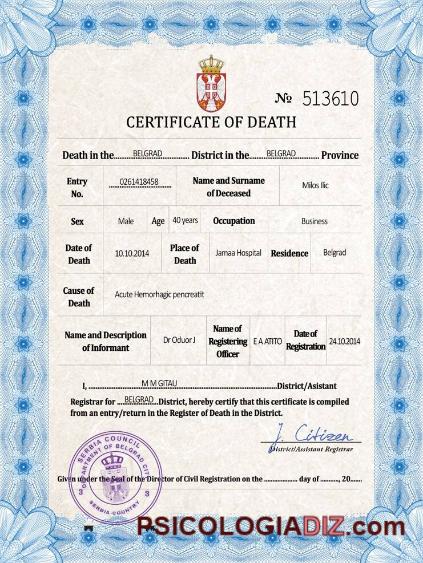 № 513610
CERTIFICATE OF DEATH
Death in the BELGRAD District in the BELGRAD Province
Entry No. 0261418458 Name and Surname of Deceased Milos Ilic
Sex Male Age 40 years Occupation Business
Date of Death 10.10.2014 Place of Death Jamaa Hospital Residence Belgrad
Cause of Death Acute Hemorhagic pencreatit
Name and Description of Informant Dr Oduor J Name of Registering Officer E A ATITO Date of Registration 24.10.2014
I, M M GITAU District/Asistant
Registrar for BELGRAD District, hereby certify that this certificate is compiled
from an entry/return in the Register of Death in the District.
J. Citizen
District/Assistant Registrar
SERBIA COUNCIL
DEPARTMENT OF BELGRAD CITY
3 3
SERBIA COUNTRY
Given under the Seal of the Director of Civil Registration on the ............... day of .........., 20......
PSICOLOGIADIZ.com